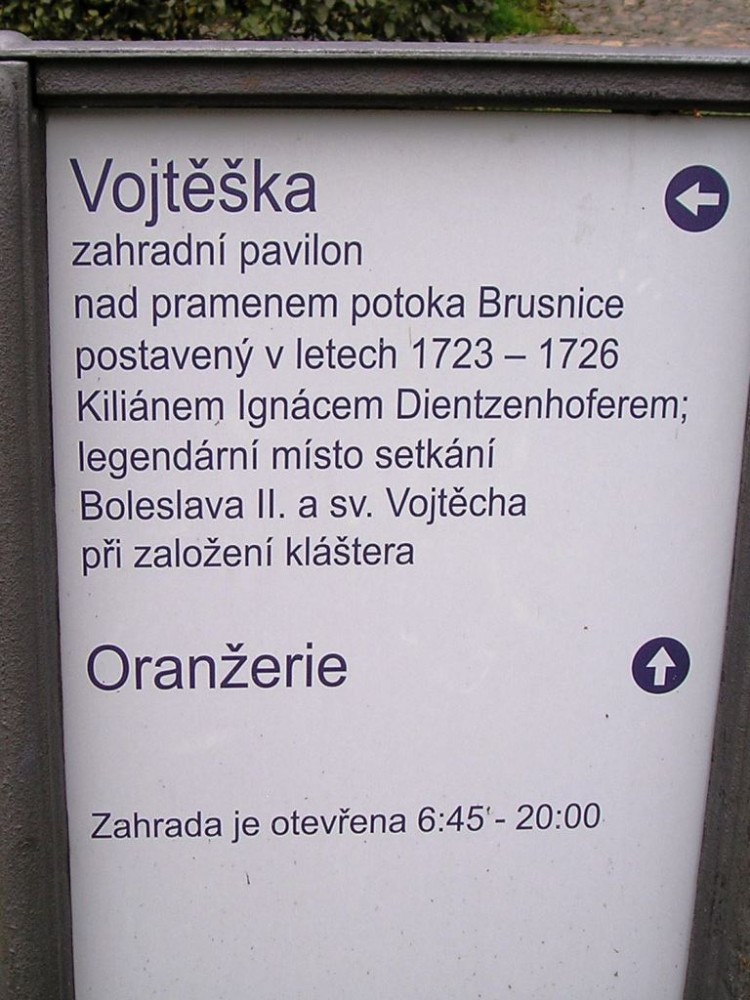 Vojtěška
zahradní pavilon
nad pramenem potoka Brusnice
postavený v letech 1723 – 1726
Kiliánem Ignácem Dientzenhoferem;
legendární místo setkání
Boleslava II. a sv. Vojtěcha
při založení kláštera
Oranžerie
Zahrada je otevřena 6:45 - 20:00